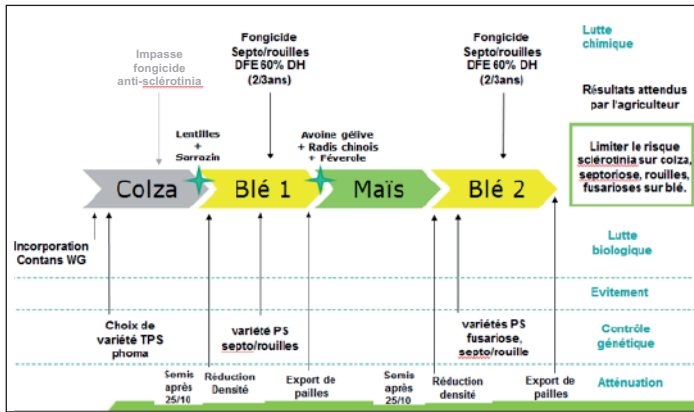 Impasse
fongicide
anti-sclérotinia
Fongicide
Septo/rouilles
DFE 60% DH
(2/3ans)
Fongicide
Septo/rouilles
DFE 60% DH
(2/3ans)
Lutte
chimique
Résultats attendus
par l'agriculteur
Limiter le risque
sclérotinia sur colza,
septoriose, rouilles,
fusarioses sur blé.
Lentilles
+
Sarrazin
Avoine gélive
+ Radis chinois
+ Féverole
Colza
Blé 1
Maïs
Blé 2
Incorporation
Contans WG
Lutte
biologique
Evitement
Choix de
variété TPS
phoma
variété PS
septo/rouilles
variétés PS
fusariose,
septo/rouille
Contrôle
génétique
Semis
après
25/10
Réduction
Densité
Export de
pailles
Semis
après
25/10
Réduction
densité
Export de
pailles
Atténuation